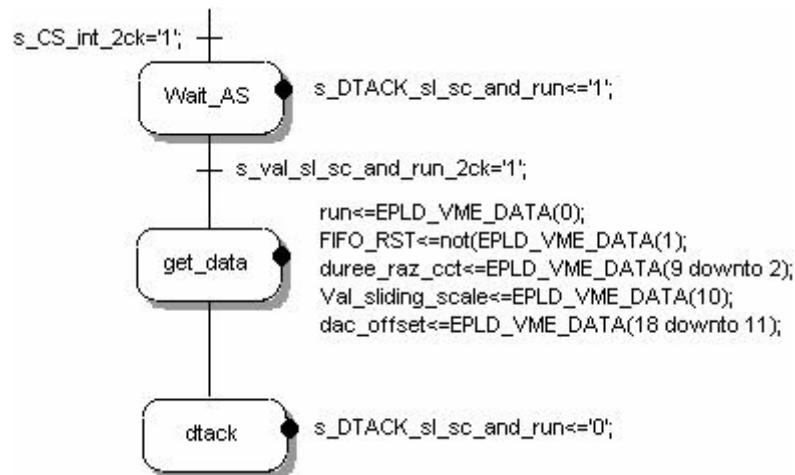 s_CS_int_2ck='1';
Wait_AS
s_DTACK_sl_sc_and_run<='1';
s_val_sl_sc_and_run_2ck='1';
get_data
run<=EPLD_VME_DATA(0);
FIFO_RST<=not(EPLD_VME_DATA(1);
duree_raz_cct<=EPLD_VME_DATA(9 downto 2);
Val_sliding_scale<=EPLD_VME_DATA(10);
dac_offset<=EPLD_VME_DATA(18 downto 11);
dtack
s_DTACK_sl_sc_and_run<='0';